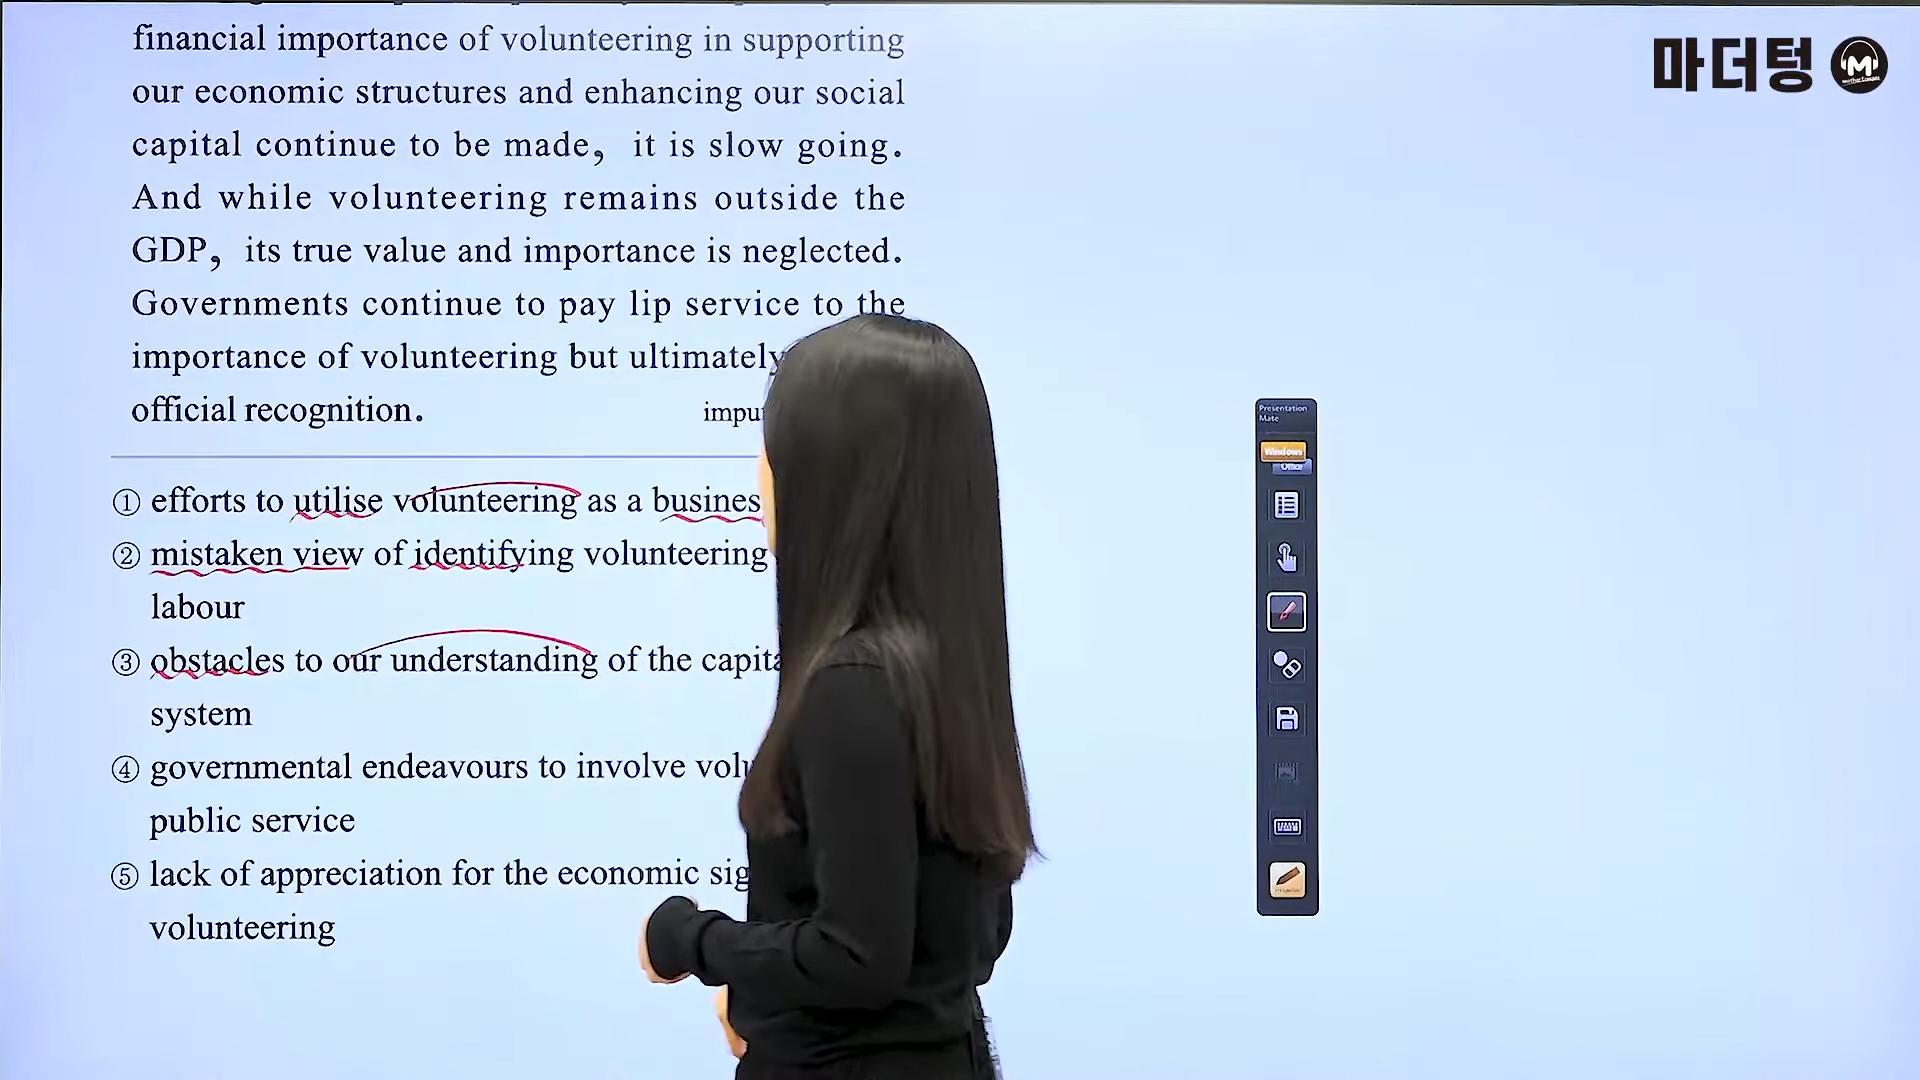 financial importance of volunteering in supporting
our economic structures and enhancing our social
capital continue to be made, it is slow going.
And while volunteering remains outside the
GDP, its true value and importance is neglected.
Governments continue to pay lip service to the
importance of volunteering but ultimately
official recognition.
① efforts to utilise volunteering as a
② mistaken view of identifying volunteering
labour
③ obstacles to our understanding of the
system
④ governmental endeavours to involve
public service
⑤ lack of appreciation for the economic
volunteering
마더텅
M
Presentation
Mate
Windows
Office